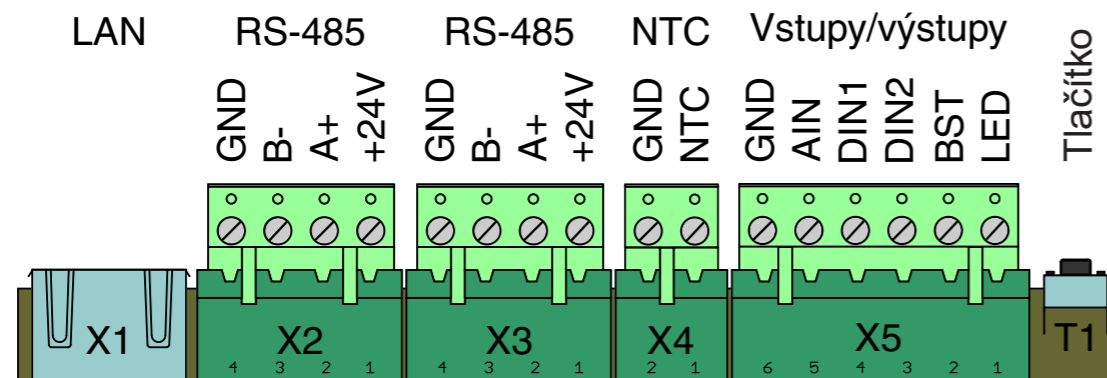 LAN RS-485 RS-485 NTC Vstupy/výstupy Tlačítko
GND B- A+ +24V GND B- A+ +24V GND NTC GND AIN DIN1 DIN2 BST LED
X1 X2 X3 X4 X5 T1
4 3 2 1 4 3 2 1 2 1 6 5 4 3 2 1